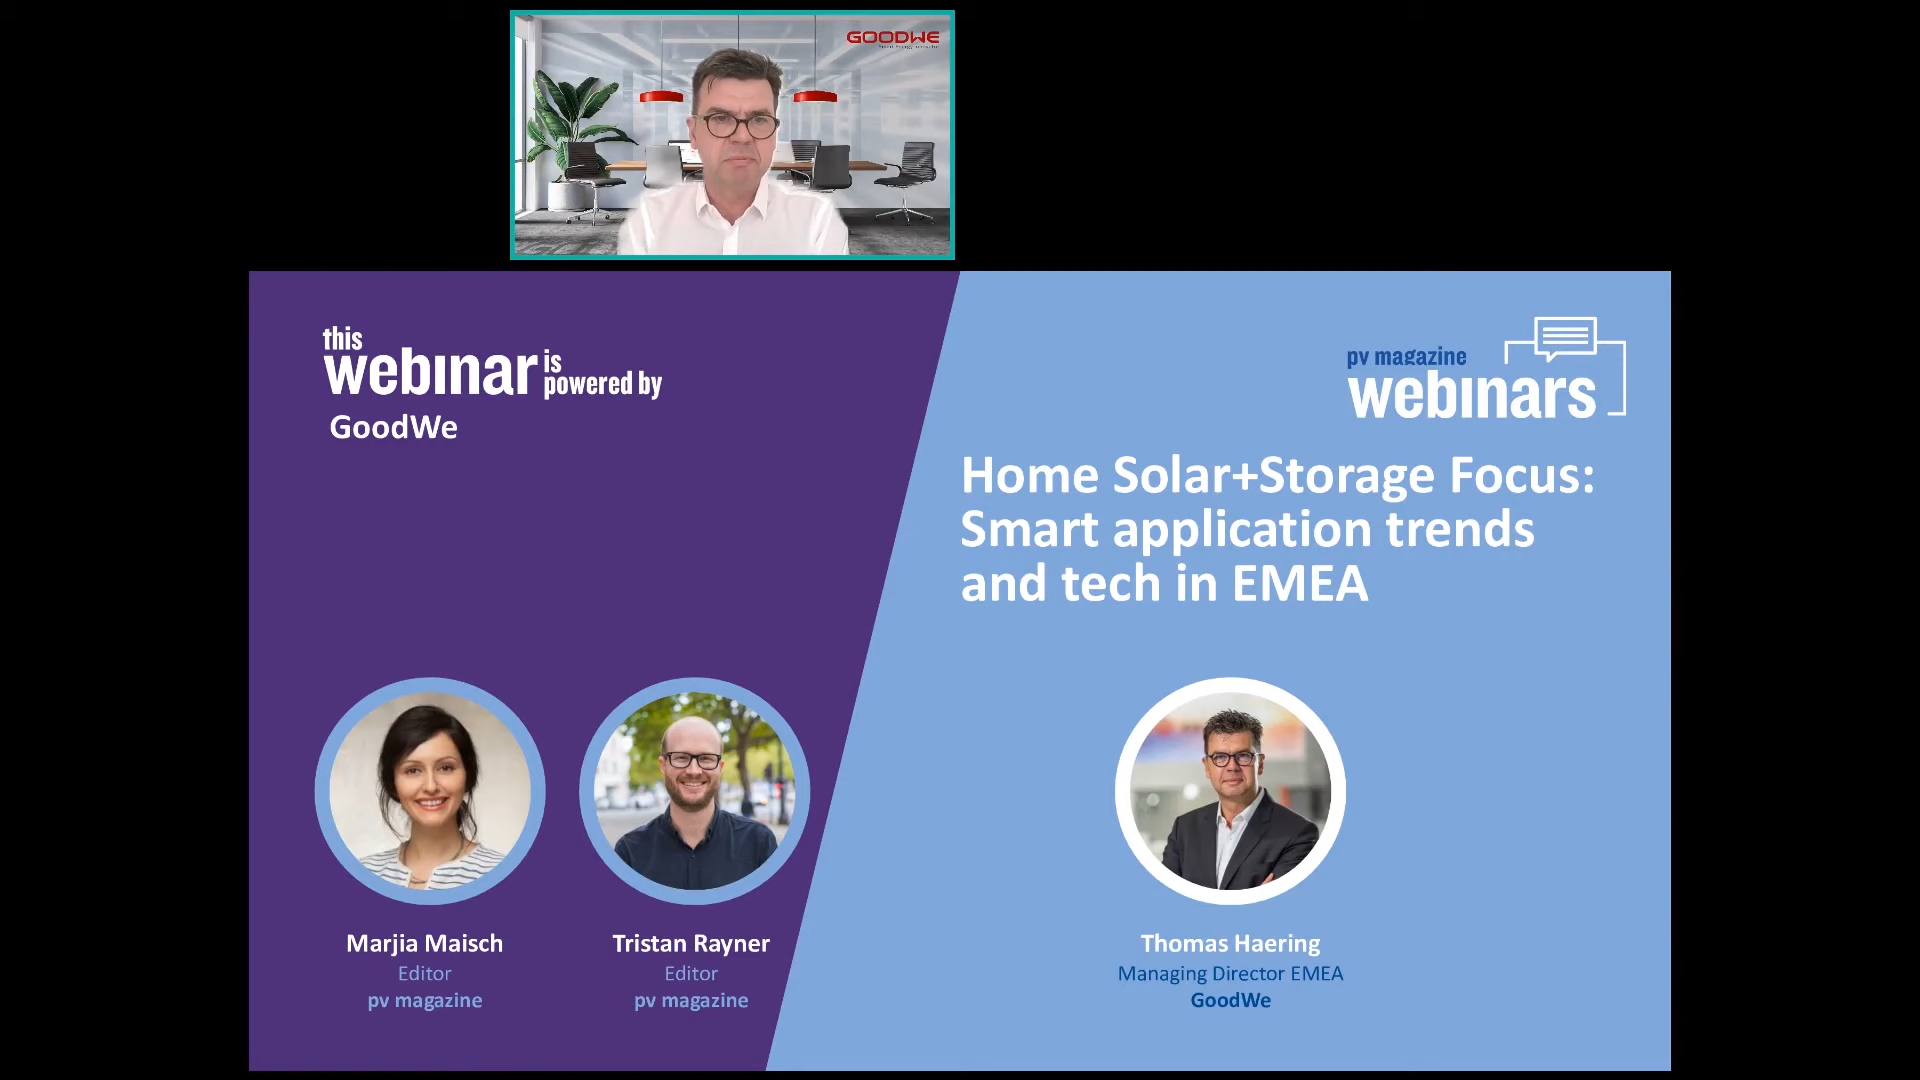 GOODWE
this
webinar is
powered by
GoodWe
pv magazine
webinars
Home Solar+Storage Focus:
Smart application trends
and tech in EMEA
Marjia Maisch
Editor
pv magazine
Tristan Rayner
Editor
pv magazine
Thomas Haering
Managing Director EMEA
GoodWe